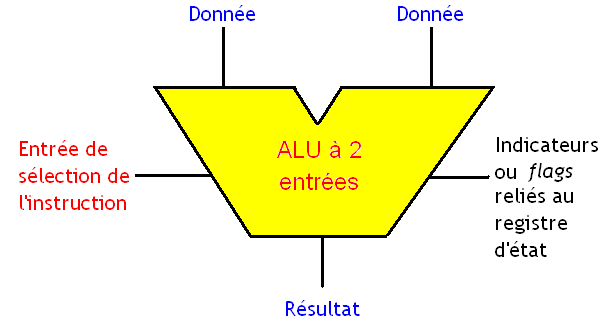 Donnée
Donnée
ALU à 2
entrées
Entrée de
sélection de
l'instruction
Indicateurs
ou flags
reliés au
registre
d'état
Résultat